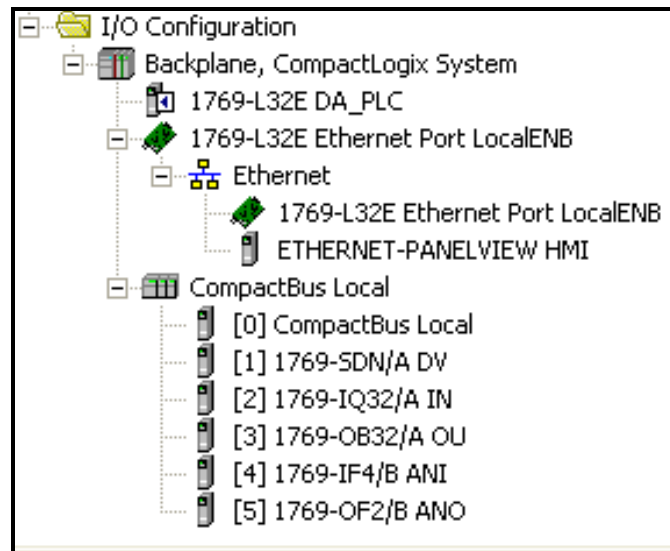 I/O Configuration
Backplane, CompactLogix System
1769-L32E DA_PLC
1769-L32E Ethernet Port LocalENB
Ethernet
1769-L32E Ethernet Port LocalENB
ETHERNET-PANELVIEW HMI
CompactBus Local
[0] CompactBus Local
[1] 1769-SDN/A DV
[2] 1769-IQ32/A IN
[3] 1769-OB32/A OU
[4] 1769-IF4/B ANI
[5] 1769-OF2/B ANO